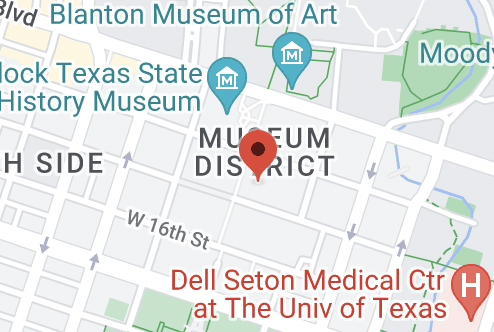 Blvd
Blanton Museum of Art
Moody
lock Texas State
History Museum
MUSEUM
DISTRICT
H SIDE
W 16th St
Dell Seton Medical Ctr
at The Univ of Texas
H